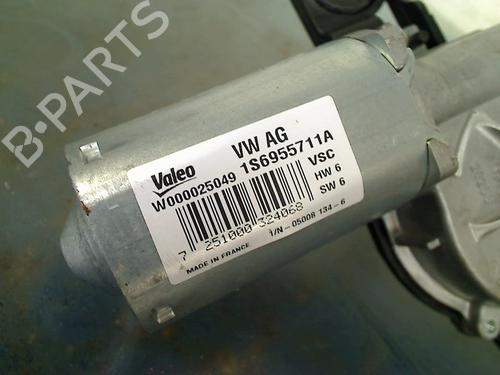 B-PARTS
Valeo
VW AG
W000025049 1S6955711A
VSC
HW 6
SW 6
7 251000 324068
1/N - 05008 134 - 6
MADE IN FRANCE